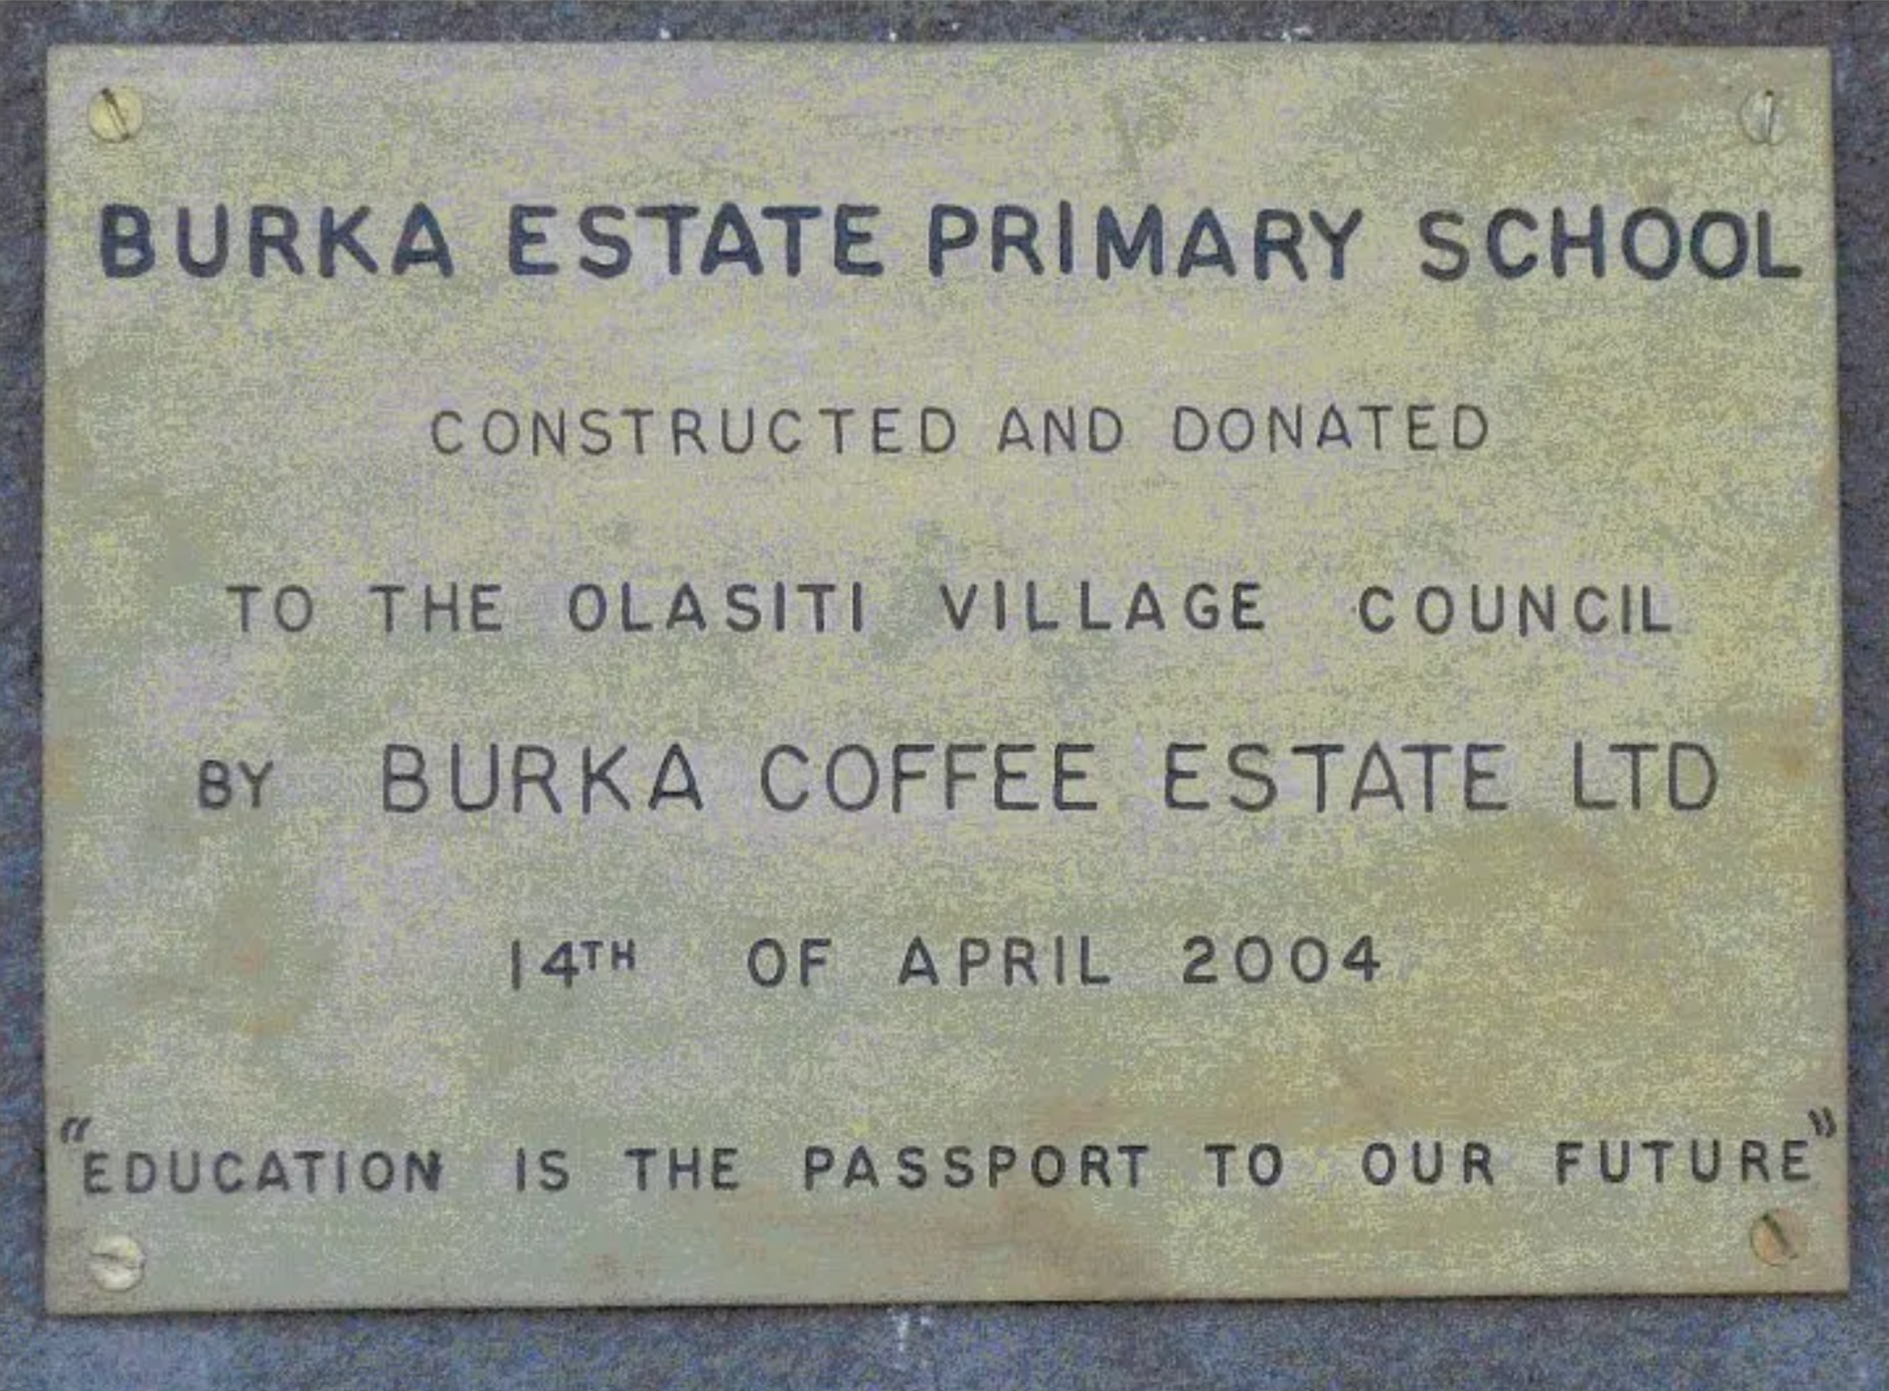 BURKA ESTATE PRIMARY SCHOOL
CONSTRUCTED AND DONATED
TO THE OLASITI VILLAGE COUNCIL
BY BURKA COFFEE ESTATE LTD
14TH OF APRIL 2004
"EDUCATION IS THE PASSPORT TO OUR FUTURE"